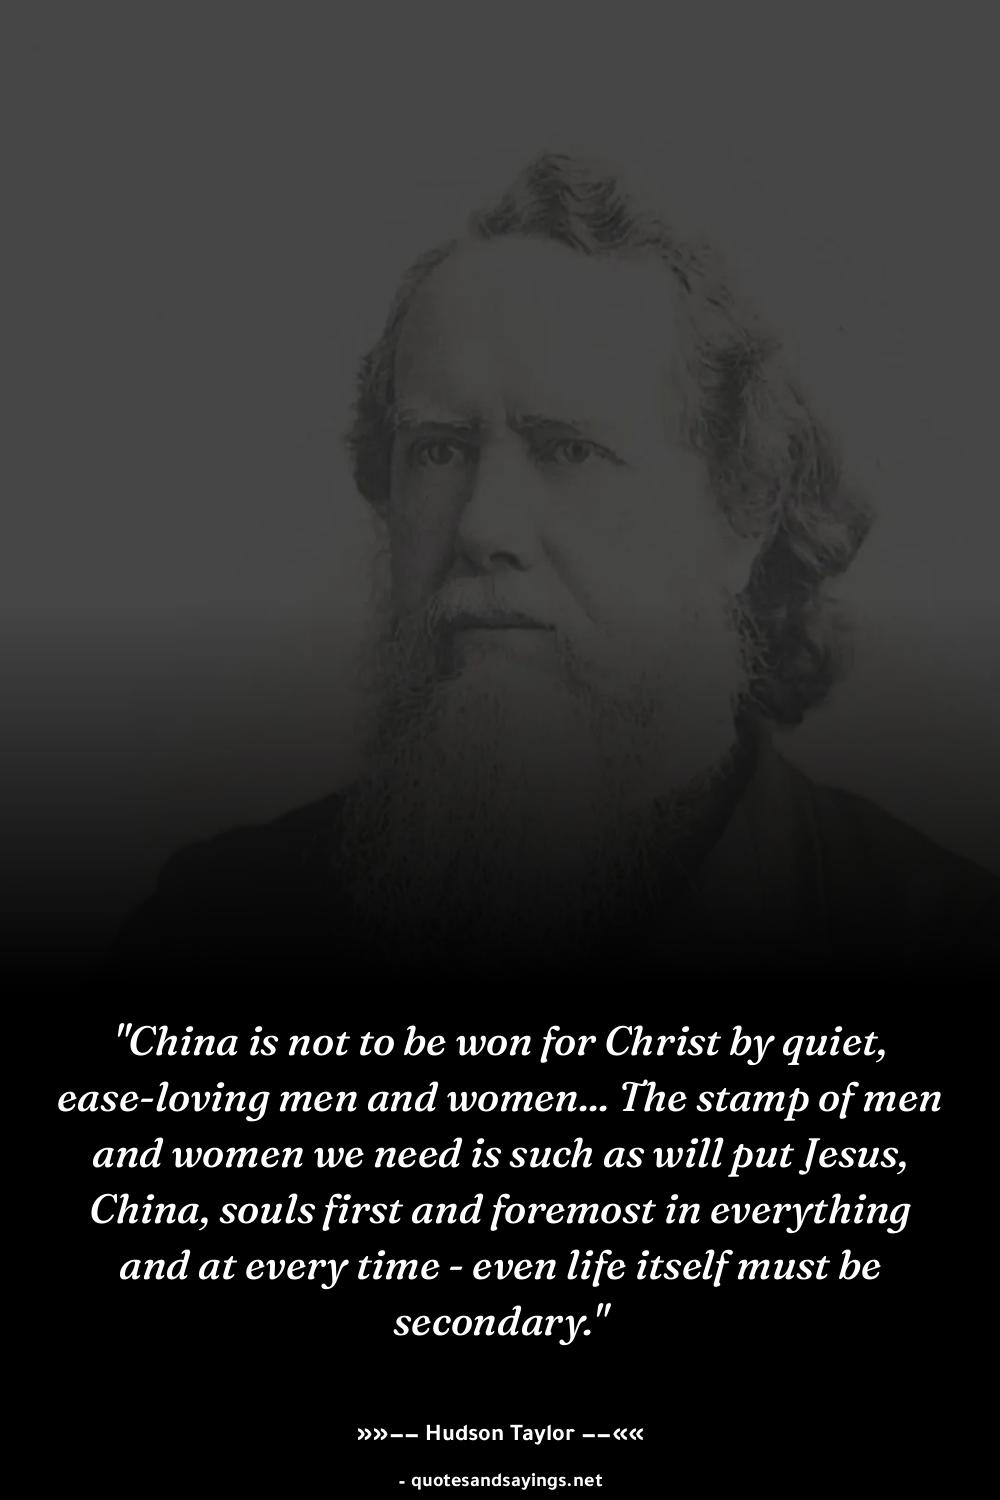 "China is not to be won for Christ by quiet,
ease-loving men and women... The stamp of men
and women we need is such as will put Jesus,
China, souls first and foremost in everything
and at every time - even life itself must be
secondary."
»»−− Hudson Taylor −−««
- quotesandsayings.net